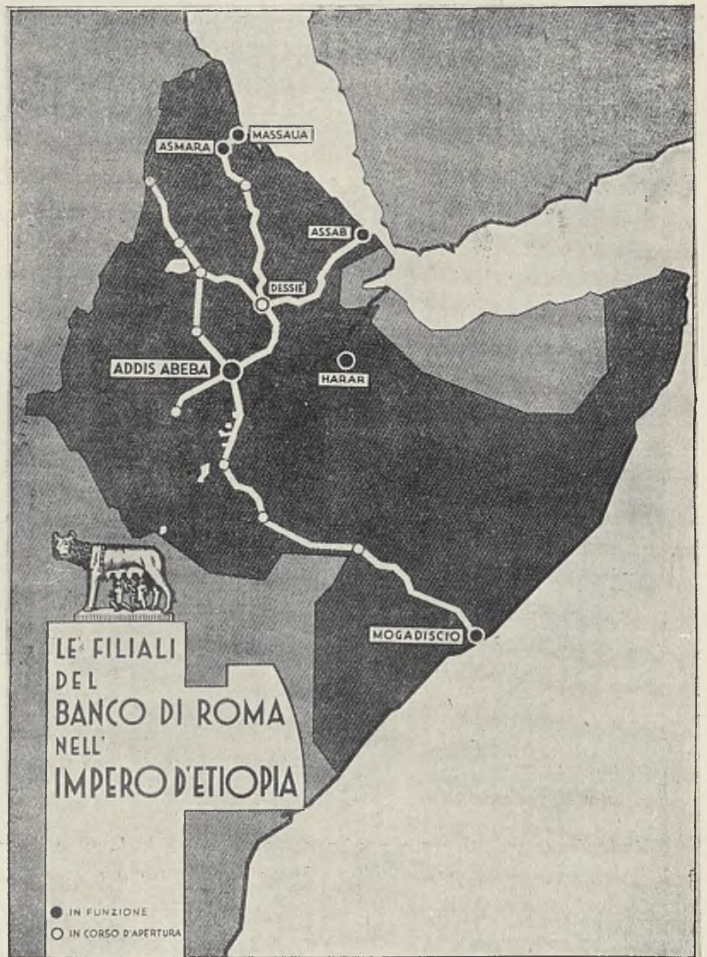 MASSAUA
ASMARA
ASSAB
DESSIÉ
ADDIS ABEBA
HARAR
MOGADISCIO
LE FILIALI
DEL
BANCO DI ROMA
NELL'
IMPERO D'ETIOPIA
IN FUNZIONE
IN CORSO D'APERTURA